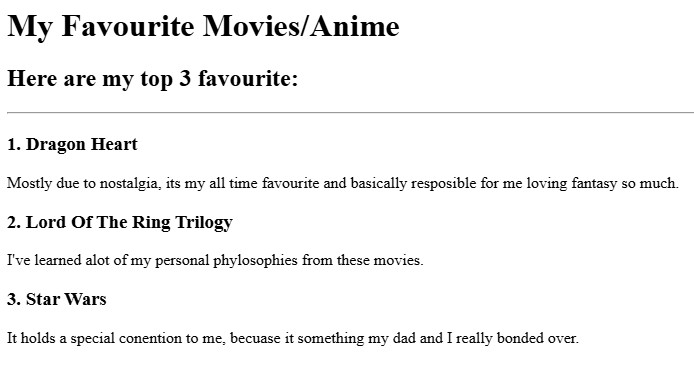 My Favourite Movies/Anime
Here are my top 3 favourite:
1. Dragon Heart
Mostly due to nostalgia, its my all time favourite and basically resposible for me loving fantasy so much.
2. Lord Of The Ring Trilogy
I've learned alot of my personal phylosophies from these movies.
3. Star Wars
It holds a special conention to me, becuase it something my dad and I really bonded over.